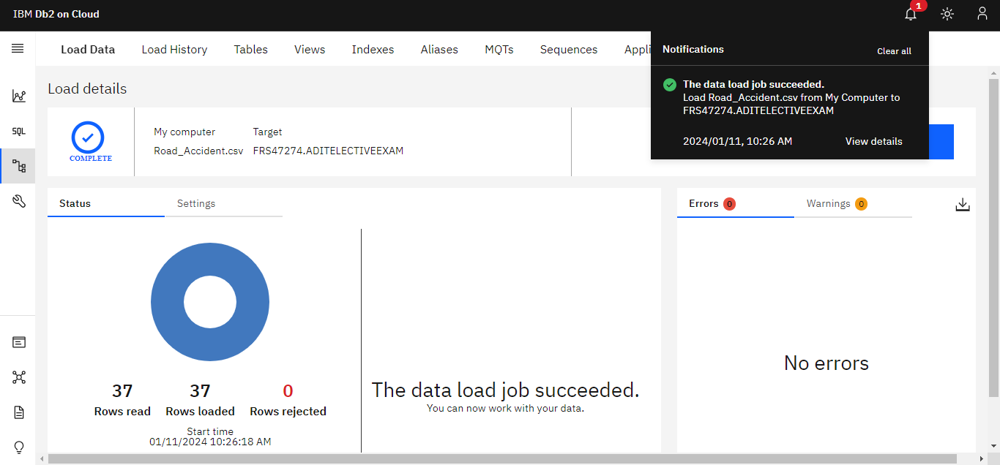 IBM Db2 on Cloud
1
Load Data
Load History
Tables
Views
Indexes
Aliases
MQTs
Sequences
Appli
Notifications
Clear all
The data load job succeeded.
Load Road_Accident.csv from My Computer to
FRS47274.ADITELECTIVEEXAM
2024/01/11, 10:26 AM
View details
SQL
Load details
COMPLETE
My computer
Target
Road_Accident.csv
FRS47274.ADITELECTIVEEXAM
Status
Settings
37
37
0
Rows read
Rows loaded
Rows rejected
Start time
01/11/2024 10:26:18 AM
The data load job succeeded.
You can now work with your data.
Errors 0
Warnings 0
No errors